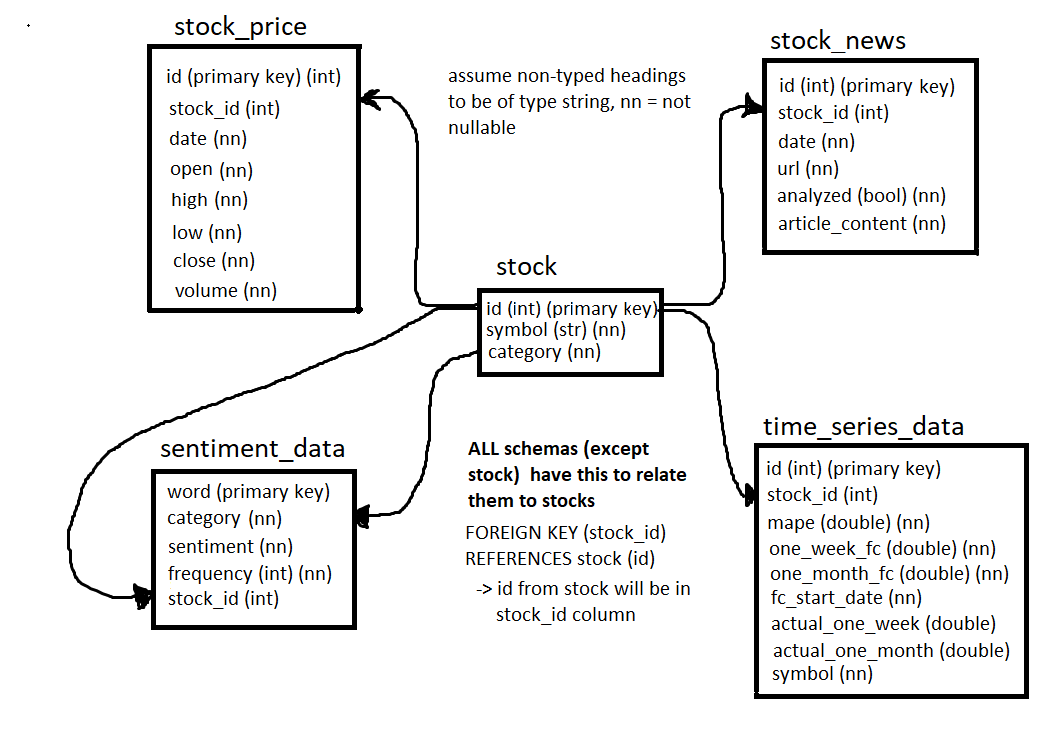 stock_price
id (primary key) (int)
stock_id (int)
date (nn)
open (nn)
high (nn)
low (nn)
close (nn)
volume (nn)
assume non-typed headings
to be of type string, nn = not
nullable
stock_news
id (int) (primary key)
stock_id (int)
date (nn)
url (nn)
analyzed (bool) (nn)
article_content (nn)
stock
id (int) (primary key)
symbol (str) (nn)
category (nn)
sentiment_data
word (primary key)
category (nn)
sentiment (nn)
frequency (int) (nn)
stock_id (int)
ALL schemas (except
stock) have this to relate
them to stocks
FOREIGN KEY (stock_id)
REFERENCES stock (id)
-> id from stock will be in
stock_id column
time_series_data
id (int) (primary key)
stock_id (int)
mape (double) (nn)
one_week_fc (double) (nn)
one_month_fc (double) (nn)
fc_start_date (nn)
actual_one_week (double)
actual_one_month (double)
symbol (nn)